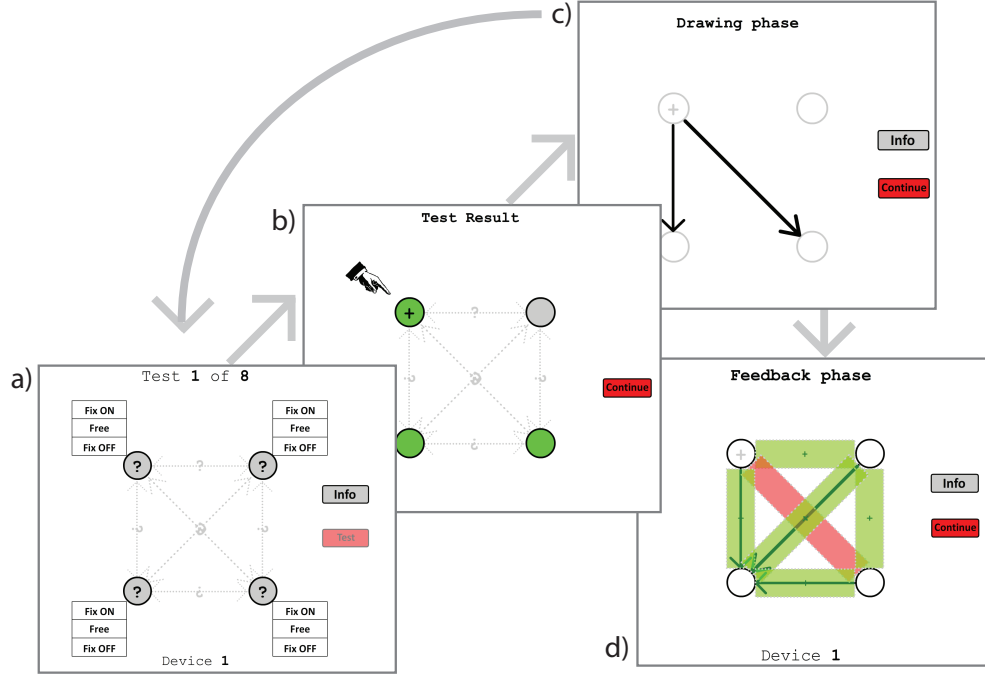 a)
Test 1 of 8
Fix ON
Free
Fix OFF
Fix ON
Free
Fix OFF
?
?
?
?
?
?
?
?
Info
Test
?
?
?
Fix ON
Free
Fix OFF
Fix ON
Free
Fix OFF
Device 1
b)
Test Result
+
?
?
?
?
?
Continue
c)
Drawing phase
+
Info
Continue
d)
Feedback phase
+
+
+
+
+
+
Info
Continue
Device 1